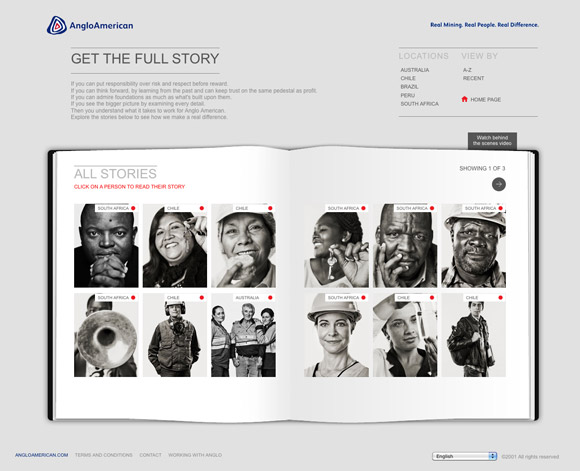 AngloAmerican
Real Mining. Real People. Real Difference.
GET THE FULL STORY
If you can put responsibility over risk and respect before reward.
If you can think forward, by learning from the past and can keep trust on the same pedestal as profit.
If you can admire foundations as much as what's built upon them.
If you see the bigger picture by examining every detail.
Then you understand what it takes to work for Anglo American.
Explore the stories below to see how we make a real difference.
LOCATIONS
AUSTRALIA
CHILE
BRAZIL
PERU
SOUTH AFRICA
VIEW BY
A-Z
RECENT
HOME PAGE
Watch behind
the scenes video
ALL STORIES
CLICK ON A PERSON TO READ THEIR STORY
SHOWING 1 OF 3
SOUTH AFRICA
CHILE
CHILE
SOUTH AFRICA
CHILE
SOUTH AFRICA
SOUTH AFRICA
CHILE
AUSTRALIA
SOUTH AFRICA
CHILE
CHILE
ANGLOAMERICAN.COM TERMS AND CONDITIONS CONTACT WORKING WITH ANGLO
English
©2001 All rights reserved